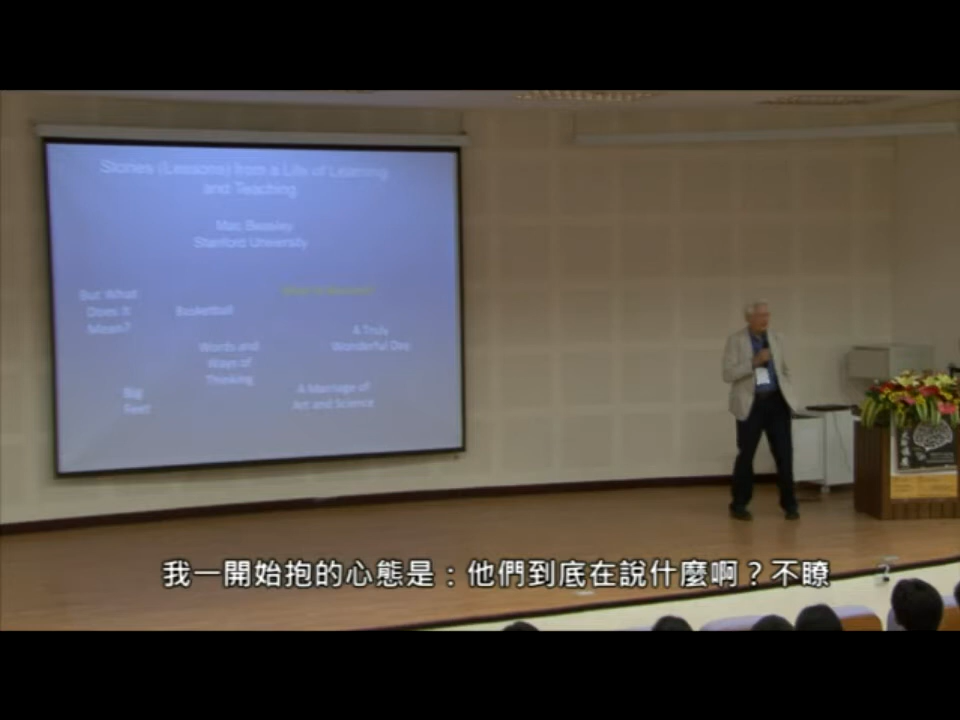 Stories (Lessons) from a Life of Learning
and Teaching
Mac Beasley
Stanford University
But What
Does It
Mean?
Basketball
A Truly
Wonderful Day
Words and
Ways of
Thinking
Big
Feet
A Marriage of
Art and Science
我一開始抱的心態是：他們到底在說什麼啊？不瞭